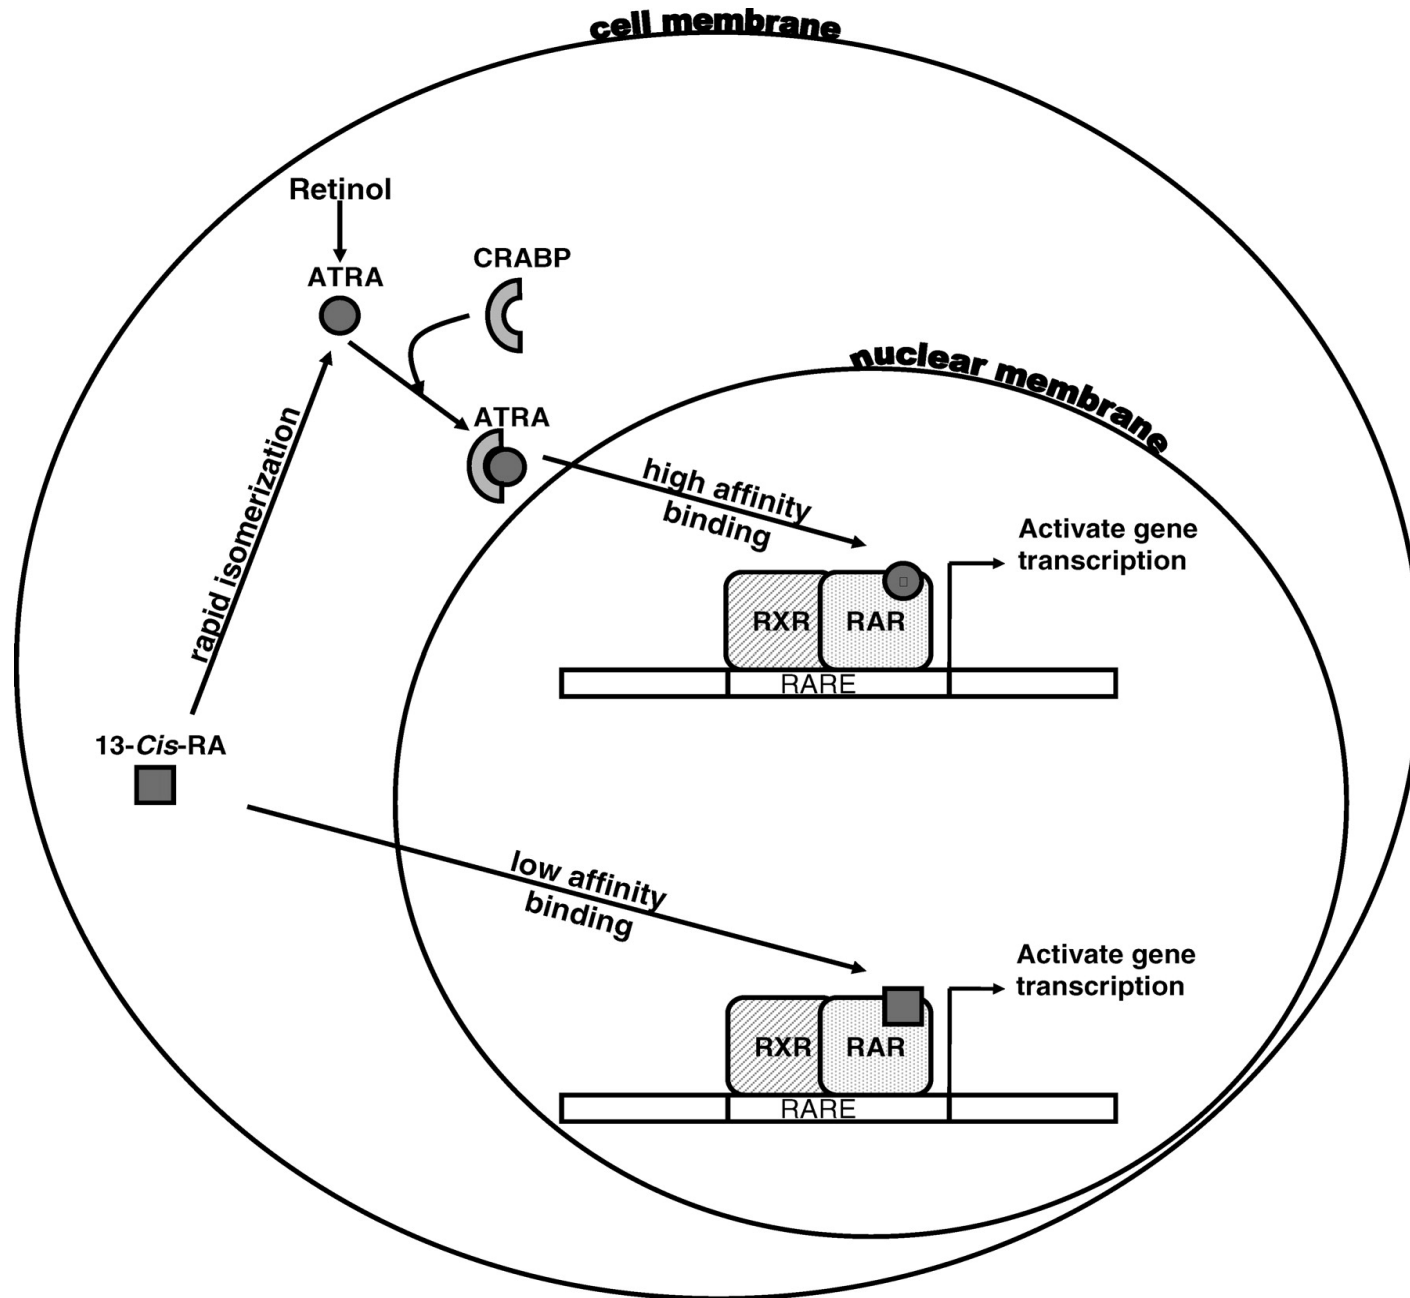 cell membrane
Retinol
ATRA
CRABP
ATRA
nuclear membrane
rapid isomerization
high affinity
binding
Activate gene
transcription
RXR
RAR
RARE
13-Cis-RA
low affinity
binding
Activate gene
transcription
RXR
RAR
RARE